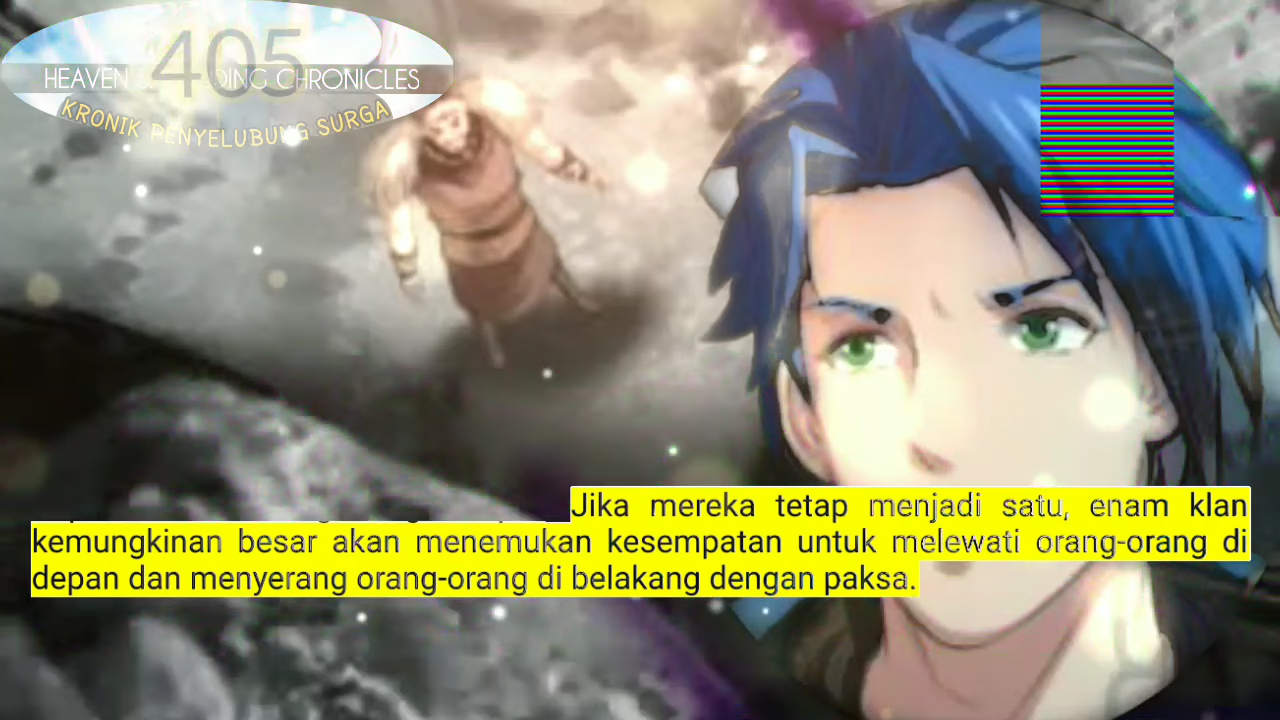 405
HEAVEN DING CHRONICLES
KRONIK PENYELUBUNG SURGA
Jika mereka tetap menjadi satu, enam klan
kemungkinan besar akan menemukan kesempatan untuk melewati orang-orang di
depan dan menyerang orang-orang di belakang dengan paksa.